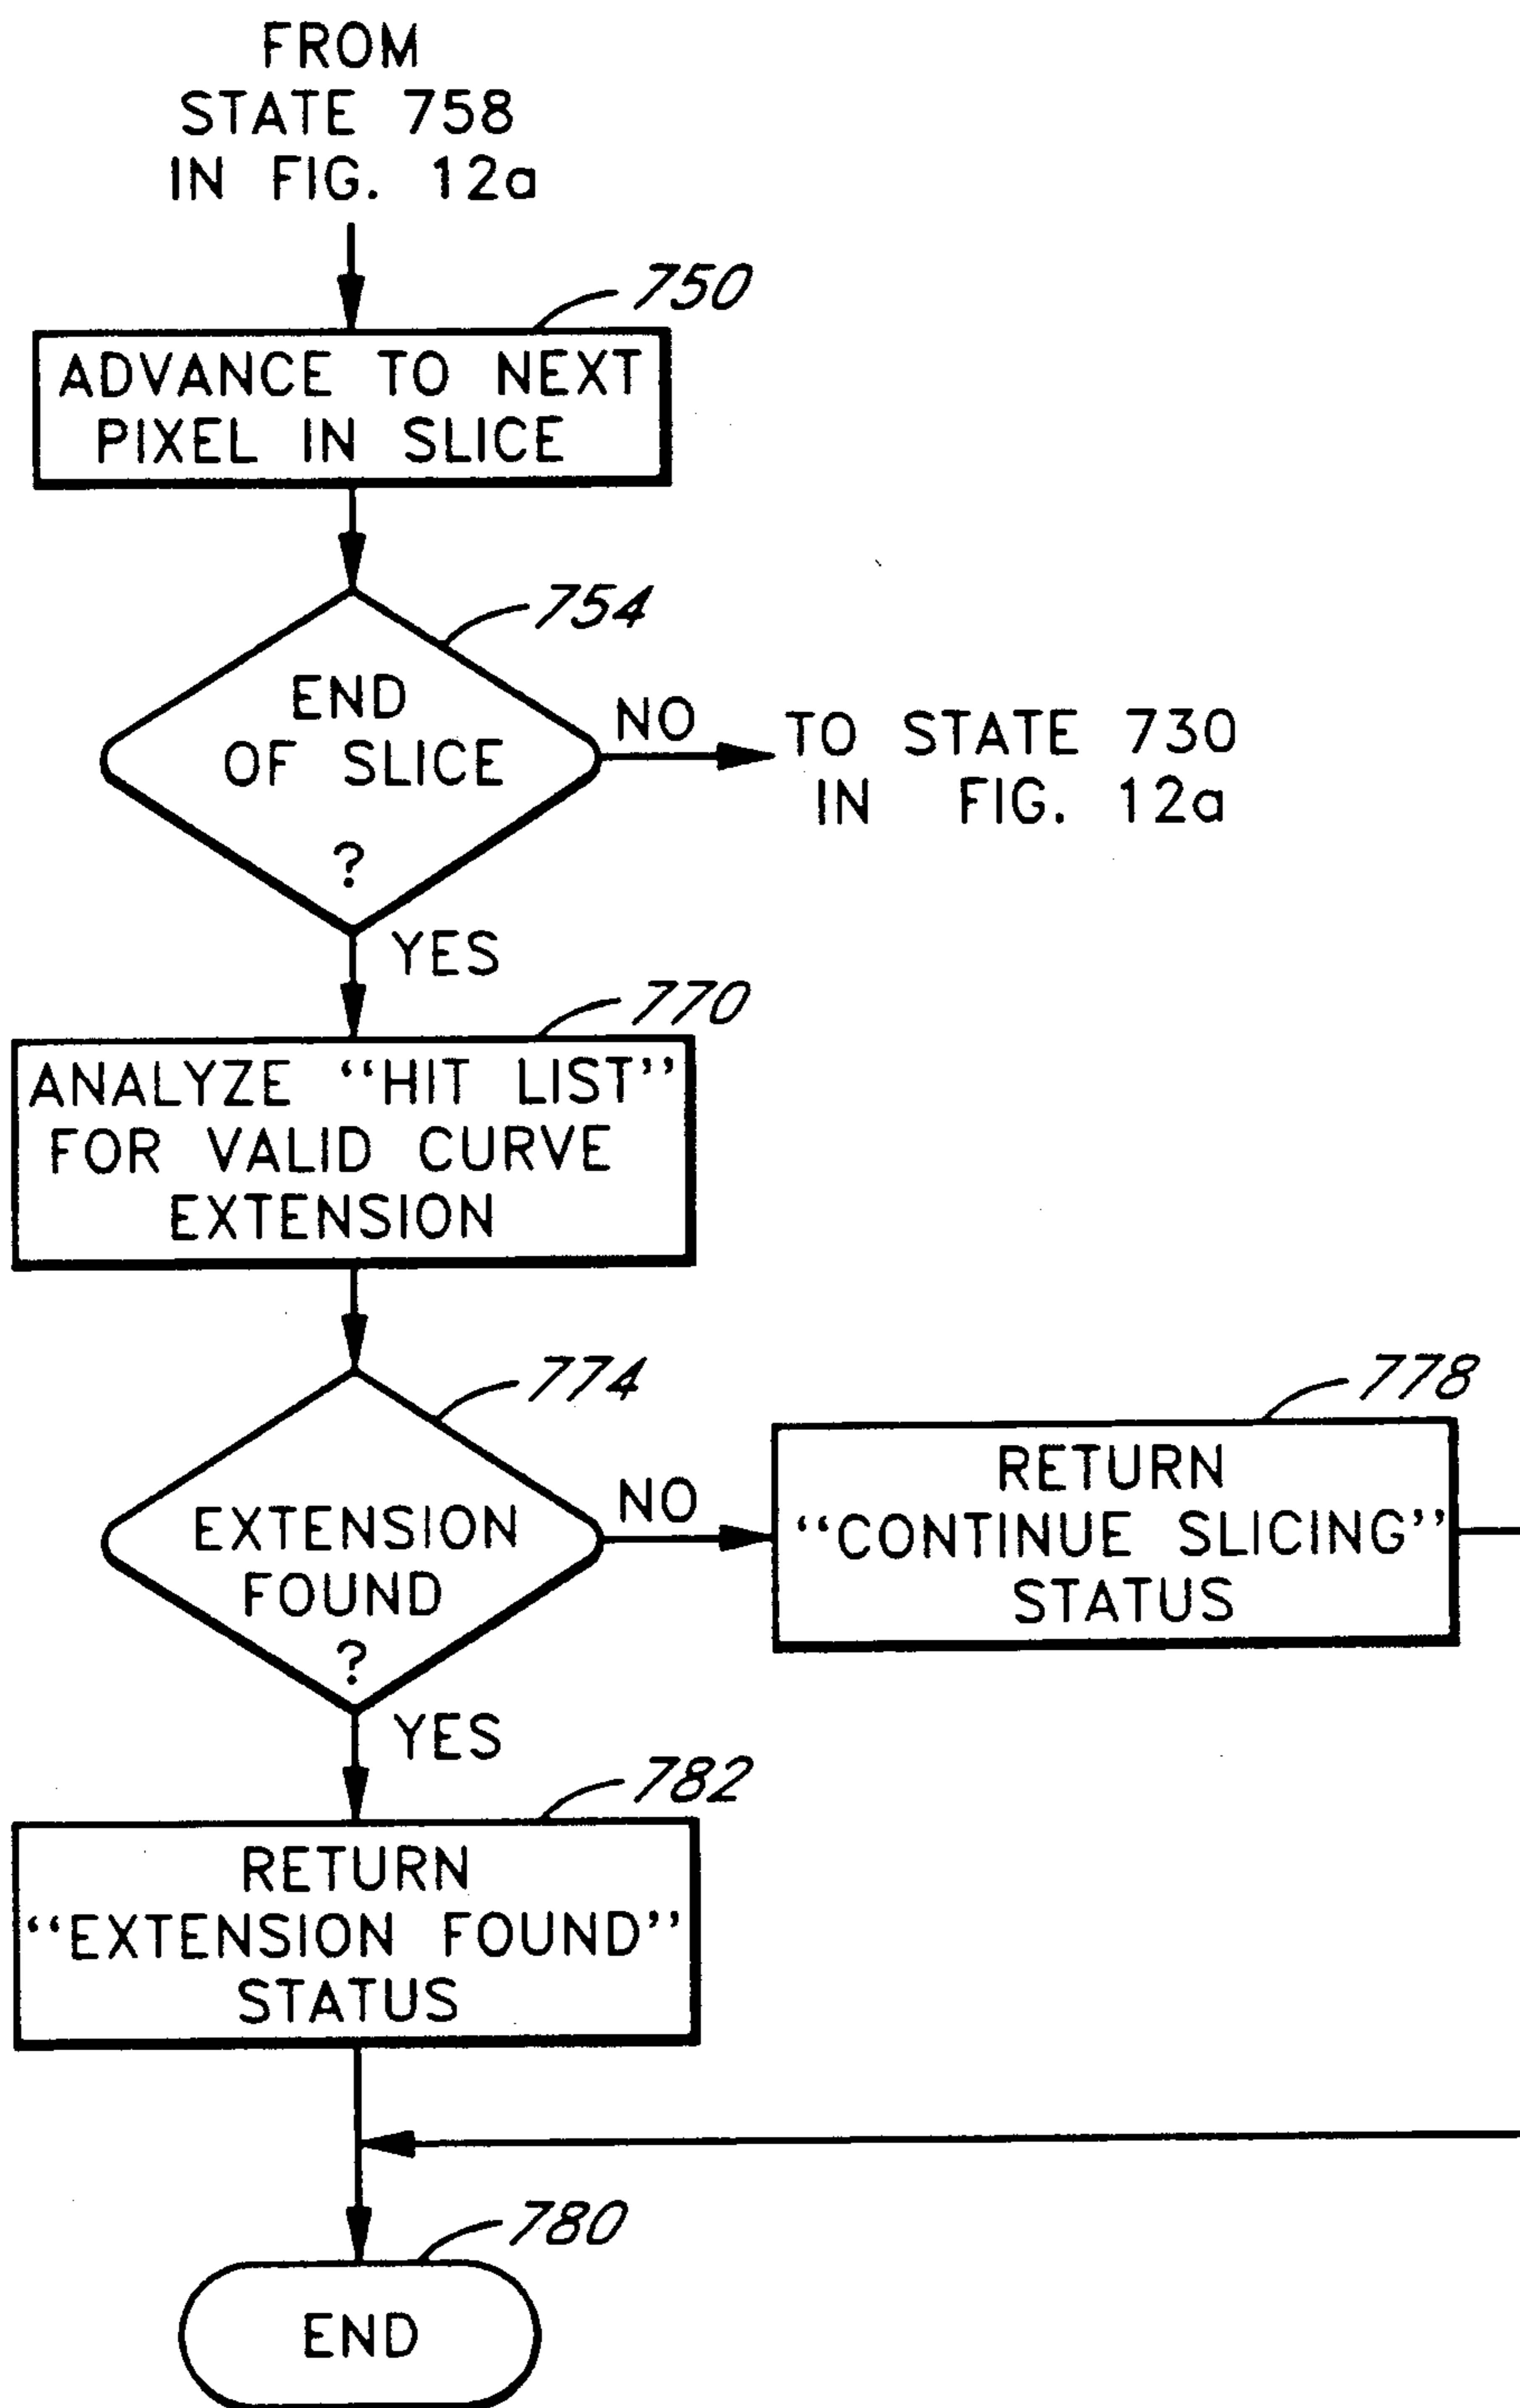 FROM
STATE 758
IN FIG. 12a
750
ADVANCE TO NEXT
PIXEL IN SLICE
754
END
OF SLICE
?
NO
TO STATE 730
IN FIG. 12a
YES
770
ANALYZE “HIT LIST”
FOR VALID CURVE
EXTENSION
774
EXTENSION
FOUND
?
NO
778
RETURN
“CONTINUE SLICING”
STATUS
YES
782
RETURN
“EXTENSION FOUND”
STATUS
780
END